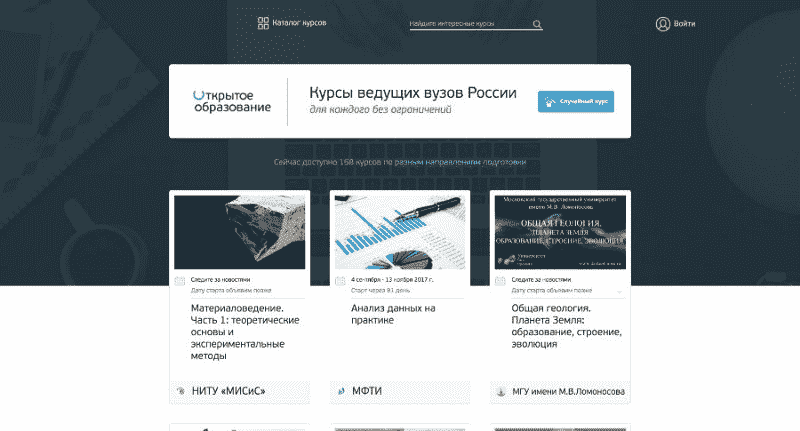 Каталог курсов
Найдите интересные курсы
Войти
Открытое
образование
Курсы ведущих вузов России
для каждого без ограничений
Случайный курс
Сейчас доступно 168 курсов по разным направлениям подготовки
Следите за новостями
Дату старта объявим позже
Материаловедение.
Часть 1: теоретические
основы и
экспериментальные
методы
НИТУ «МИСиС»
4 сентября - 13 ноября 2017 г.
Старт через 91 день
Анализ данных на
практике
МФТИ
Московский государственный университет
имени М.В. Ломоносова
ОБЩАЯ ГЕОЛОГИЯ.
ПЛАНЕТА ЗЕМЛЯ:
ОБРАЗОВАНИЕ, СТРОЕНИЕ, ЭВОЛЮЦИЯ
Следите за новостями
Дату старта объявим позже
Общая геология.
Планета Земля:
образование, строение,
эволюция
МГУ имени М.В.Ломоносова